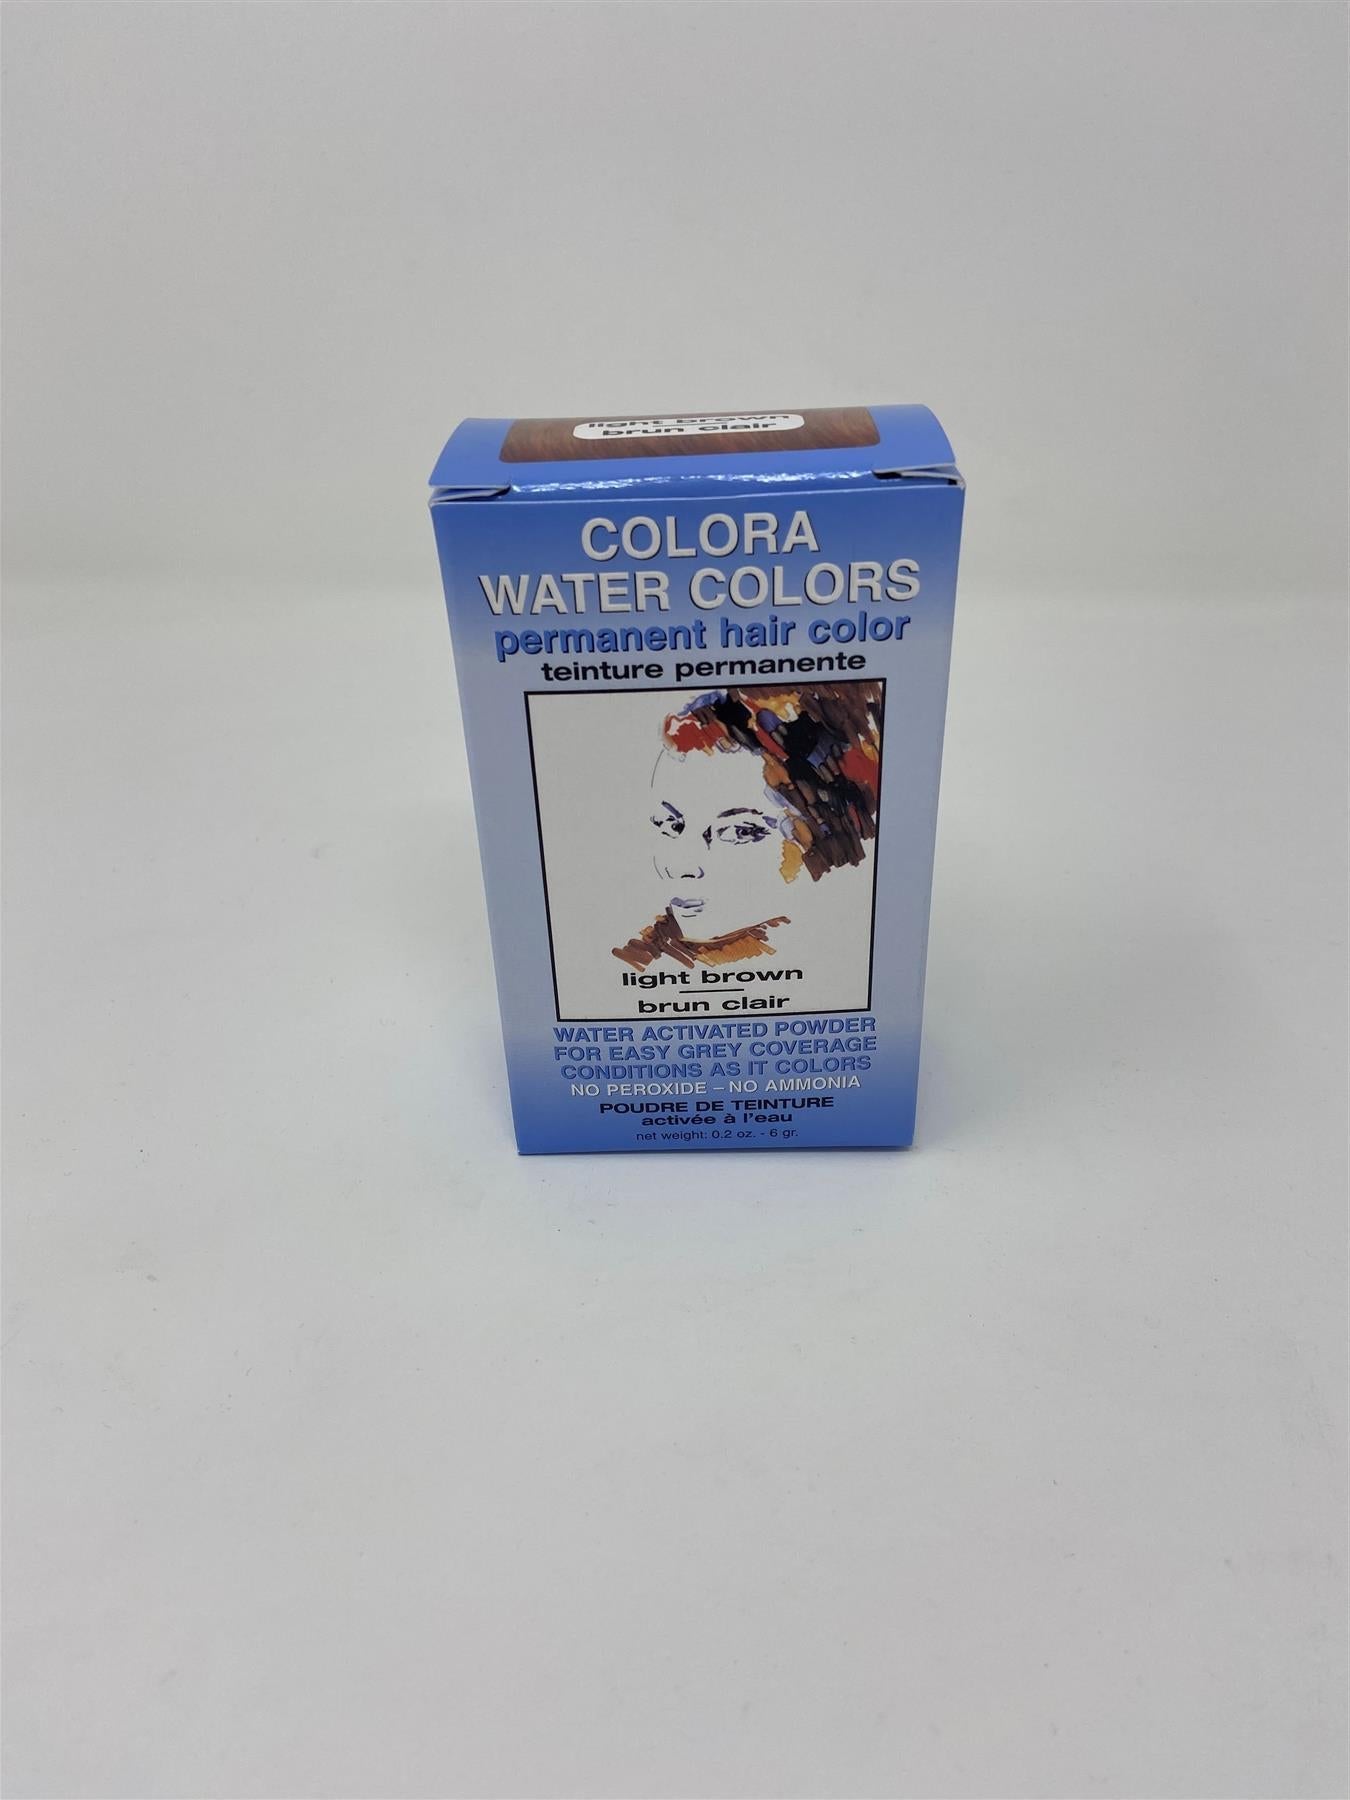 light brown
brun clair
COLORA
WATER COLORS
permanent hair color
teinture permanente
light brown
brun clair
WATER ACTIVATED POWDER
FOR EASY GREY COVERAGE
CONDITIONS AS IT COLORS
NO PEROXIDE – NO AMMONIA
POUDRE DE TEINTURE
activée à l'eau
net weight: 0.2 oz. - 6 gr.